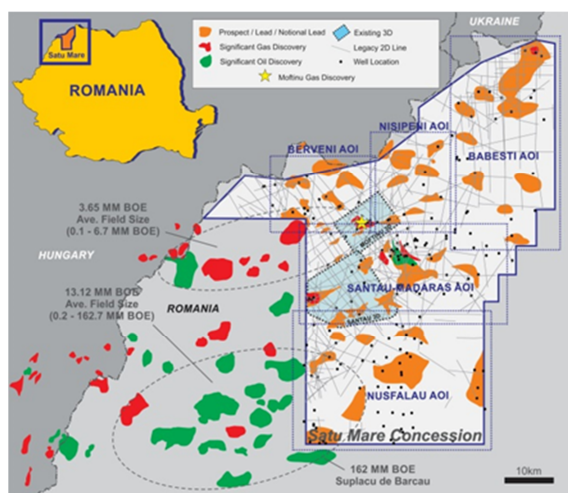 UKRAINE
Satu Mare
ROMANIA
Prospect / Lead / Notional Lead
Significant Gas Discovery
Significant Oil Discovery
Existing 3D
Legacy 2D Line
Well Location
Moftinu Gas Discovery
NISIPENI AOI
BERVENI AOI
BABESTI AOI
3.65 MM BOE
Ave. Field Size
(0.1 - 6.7 MM BOE)
HUNGARY
13.12 MM BOE
Ave. Field Size
(0.2 - 162.7 MM BOE)
ROMANIA
SANTAU-MADARAS AOI
SANTAU 3D
NUSFALAU AOI
Satu Mare Concession
162 MM BOE
Suplacu de Barcau
10km